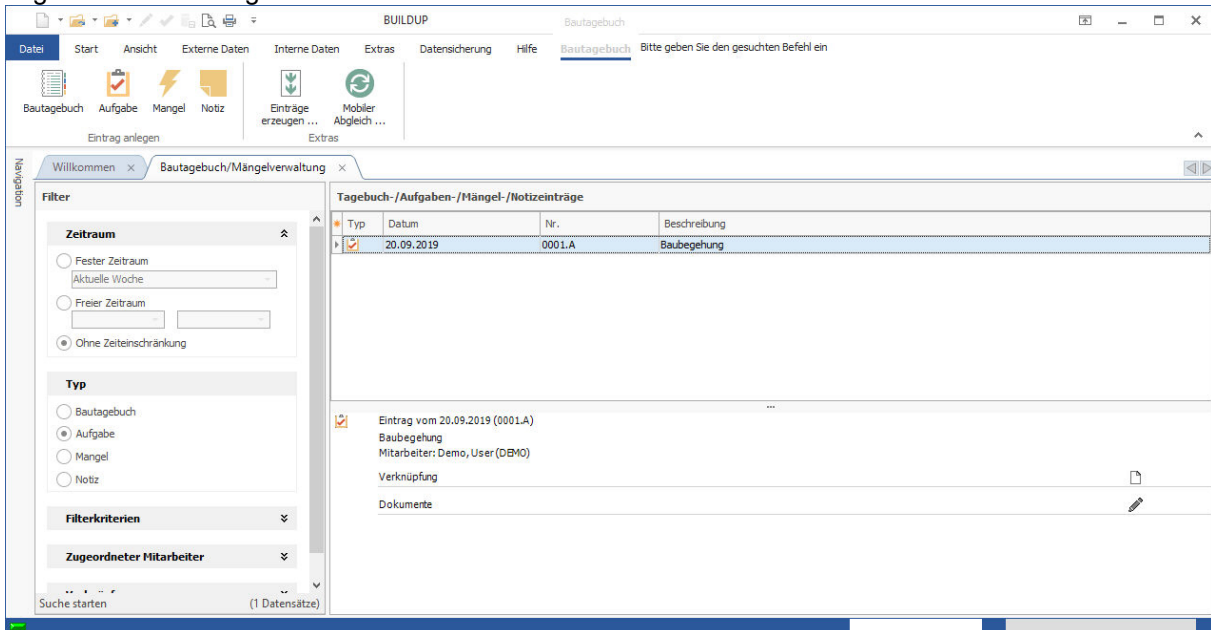 BUILDUP
Bautagebuch
Datei Start Ansicht Externe Daten Interne Daten Extras Datensicherung Hilfe Bautagebuch Bitte geben Sie den gesuchten Befehl ein
Bautagebuch Aufgabe Mangel Notiz Einträge erzeugen ... Mobiler Abgleich ...
Eintrag anlegen Extras
Navigation
Willkommen Bautagebuch/Mängelverwaltung
Filter
Zeitraum
Fester Zeitraum
Aktuelle Woche
Freier Zeitraum
Ohne Zeiteinschränkung
Typ
Bautagebuch
Aufgabe
Mangel
Notiz
Filterkriterien
Zugeordneter Mitarbeiter
Suche starten (1 Datensätze)
Tagebuch-/Aufgaben-/Mängel-/Notizeinträge
Typ Datum Nr. Beschreibung
20.09.2019 0001.A Baubegehung
Eintrag vom 20.09.2019 (0001.A)
Baubegehung
Mitarbeiter: Demo, User (DEMO)
Verknüpfung
Dokumente